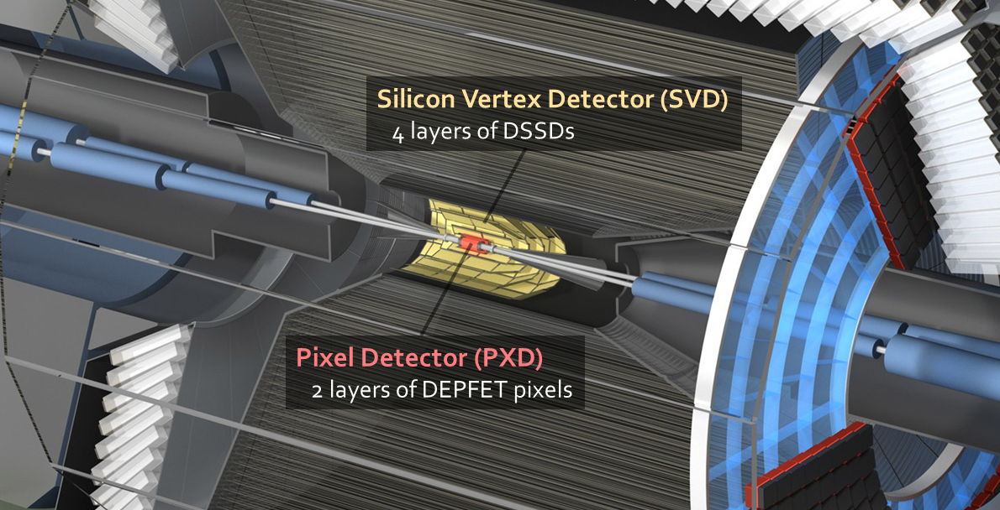 Silicon Vertex Detector (SVD)
4 layers of DSSDs
Pixel Detector (PXD)
2 layers of DEPFET pixels